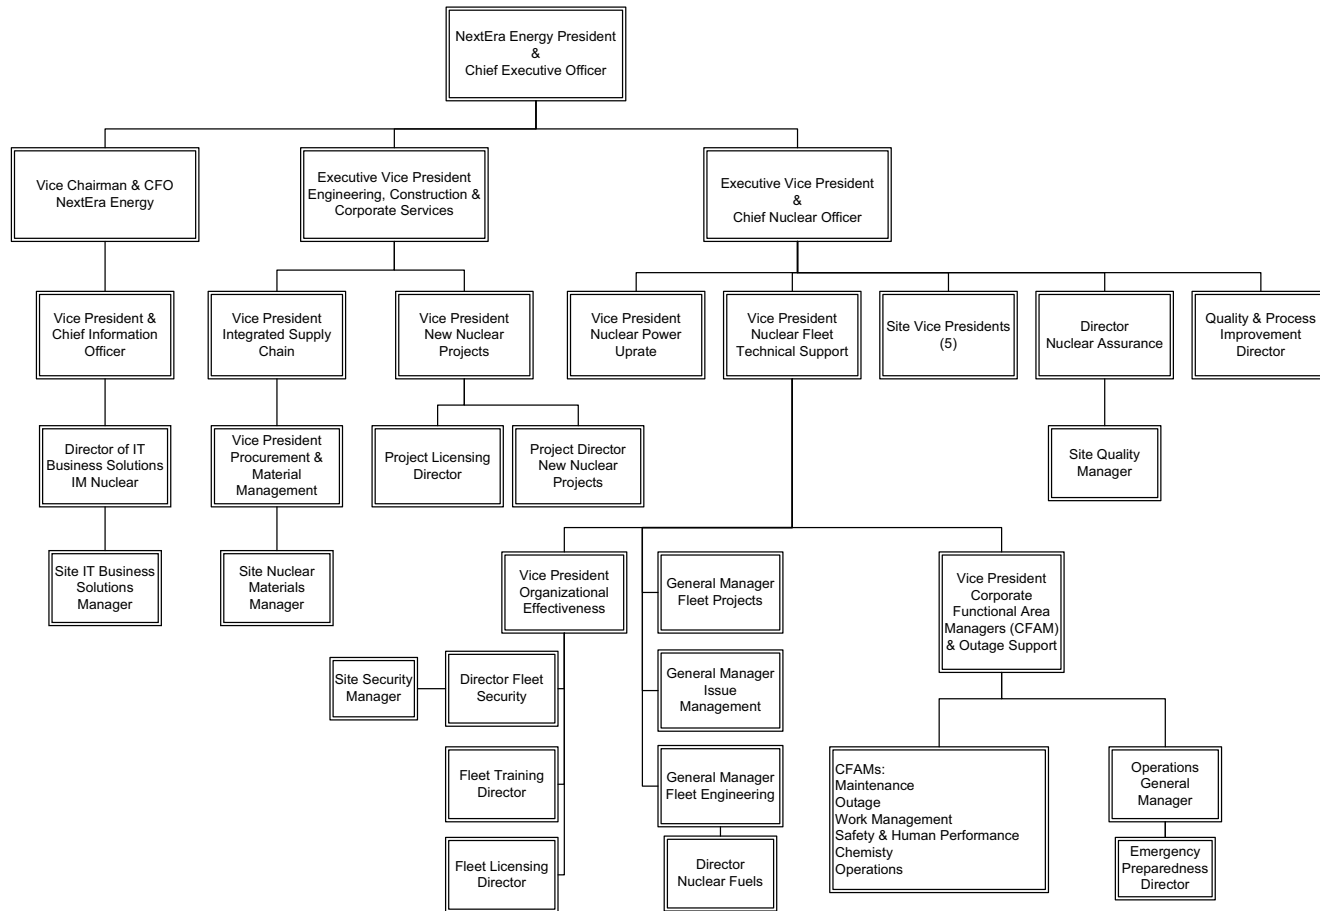 NextEra Energy President
&
Chief Executive Officer
Vice Chairman & CFO
NextEra Energy
Executive Vice President
Engineering, Construction &
Corporate Services
Executive Vice President
&
Chief Nuclear Officer
Vice President &
Chief Information
Officer
Vice President
Integrated Supply
Chain
Vice President
New Nuclear
Projects
Vice President
Nuclear Power
Uprate
Vice President
Nuclear Fleet
Technical Support
Site Vice Presidents
(5)
Director
Nuclear Assurance
Quality & Process
Improvement
Director
Director of IT
Business Solutions
IM Nuclear
Vice President
Procurement &
Material
Management
Project Licensing
Director
Project Director
New Nuclear
Projects
Site Quality
Manager
Site IT Business
Solutions
Manager
Site Nuclear
Materials
Manager
Vice President
Organizational
Effectiveness
General Manager
Fleet Projects
Vice President
Corporate
Functional Area
Managers (CFAM)
& Outage Support
Site Security
Manager
Director Fleet
Security
General Manager
Issue
Management
Fleet Training
Director
General Manager
Fleet Engineering
CFAMs:
Maintenance
Outage
Work Management
Safety & Human Performance
Chemisty
Operations
Operations
General
Manager
Fleet Licensing
Director
Director
Nuclear Fuels
Emergency
Preparedness
Director